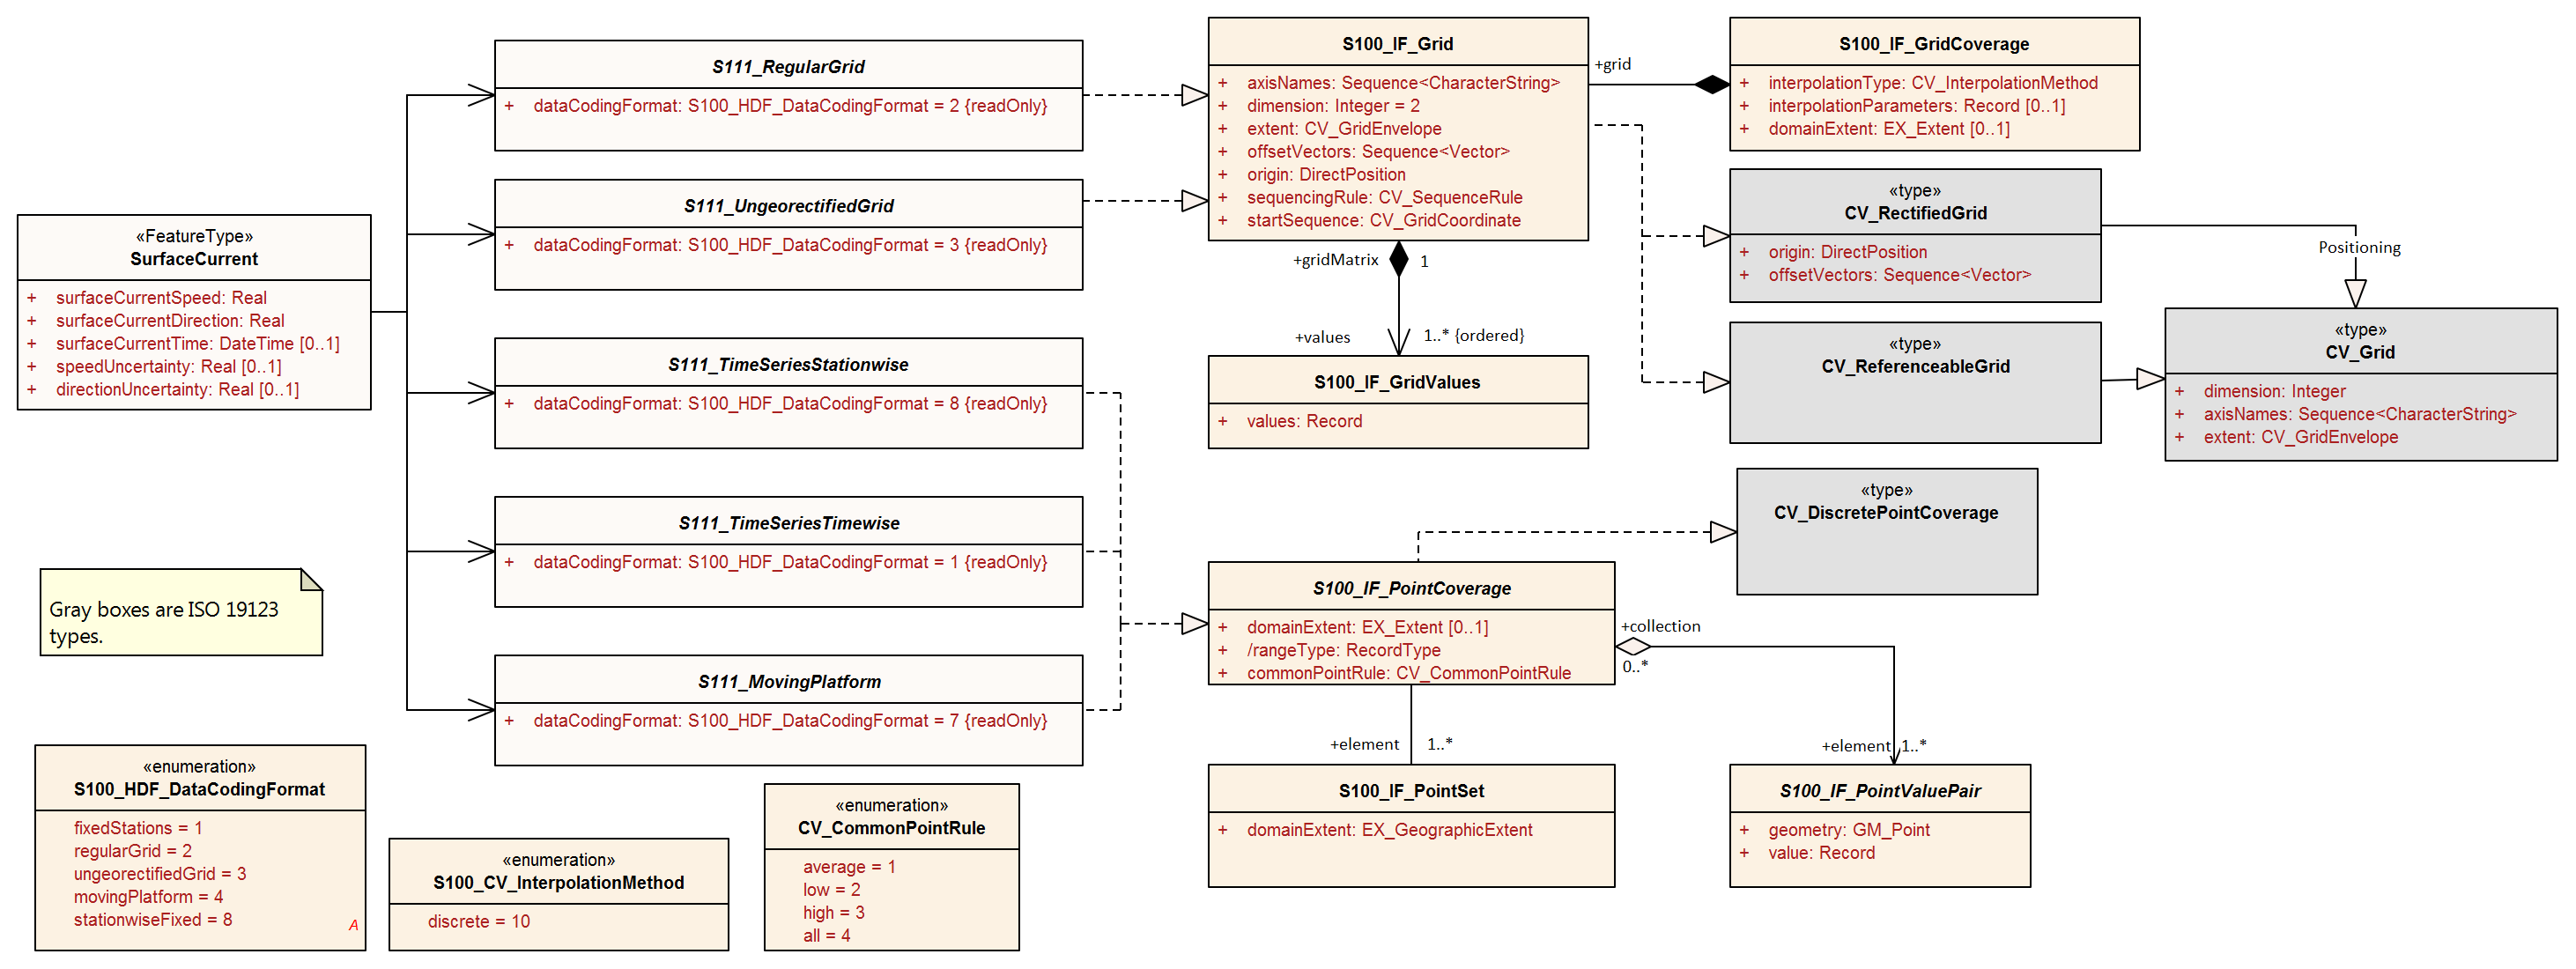 «FeatureType»
SurfaceCurrent
+ surfaceCurrentSpeed: Real
+ surfaceCurrentDirection: Real
+ surfaceCurrentTime: DateTime [0..1]
+ speedUncertainty: Real [0..1]
+ directionUncertainty: Real [0..1]
Gray boxes are ISO 19123
types.
«enumeration»
S100_HDF_DataCodingFormat
fixedStations = 1
regularGrid = 2
ungeorectifiedGrid = 3
movingPlatform = 4
stationwiseFixed = 8
A
S111_RegularGrid
+ dataCodingFormat: S100_HDF_DataCodingFormat = 2 {readOnly}
S111_UngeorectifiedGrid
+ dataCodingFormat: S100_HDF_DataCodingFormat = 3 {readOnly}
S111_TimeSeriesStationwise
+ dataCodingFormat: S100_HDF_DataCodingFormat = 8 {readOnly}
S111_TimeSeriesTimewise
+ dataCodingFormat: S100_HDF_DataCodingFormat = 1 {readOnly}
S111_MovingPlatform
+ dataCodingFormat: S100_HDF_DataCodingFormat = 7 {readOnly}
«enumeration»
S100_CV_InterpolationMethod
discrete = 10
«enumeration»
CV_CommonPointRule
average = 1
low = 2
high = 3
all = 4
S100_IF_Grid
+ axisNames: Sequence<CharacterString>
+ dimension: Integer = 2
+ extent: CV_GridEnvelope
+ offsetVectors: Sequence<Vector>
+ origin: DirectPosition
+ sequencingRule: CV_SequenceRule
+ startSequence: CV_GridCoordinate
+gridMatrix 1
+values 1..* {ordered}
S100_IF_GridValues
+ values: Record
S100_IF_PointCoverage
+ domainExtent: EX_Extent [0..1]
+ /rangeType: RecordType
+ commonPointRule: CV_CommonPointRule
+element 1..*
S100_IF_PointSet
+ domainExtent: EX_GeographicExtent
+grid
S100_IF_GridCoverage
+ interpolationType: CV_InterpolationMethod
+ interpolationParameters: Record [0..1]
+ domainExtent: EX_Extent [0..1]
«type»
CV_RectifiedGrid
+ origin: DirectPosition
+ offsetVectors: Sequence<Vector>
Positioning
«type»
CV_ReferenceableGrid
«type»
CV_Grid
+ dimension: Integer
+ axisNames: Sequence<CharacterString>
+ extent: CV_GridEnvelope
«type»
CV_DiscretePointCoverage
+collection
0..*
+element 1..*
S100_IF_PointValuePair
+ geometry: GM_Point
+ value: Record